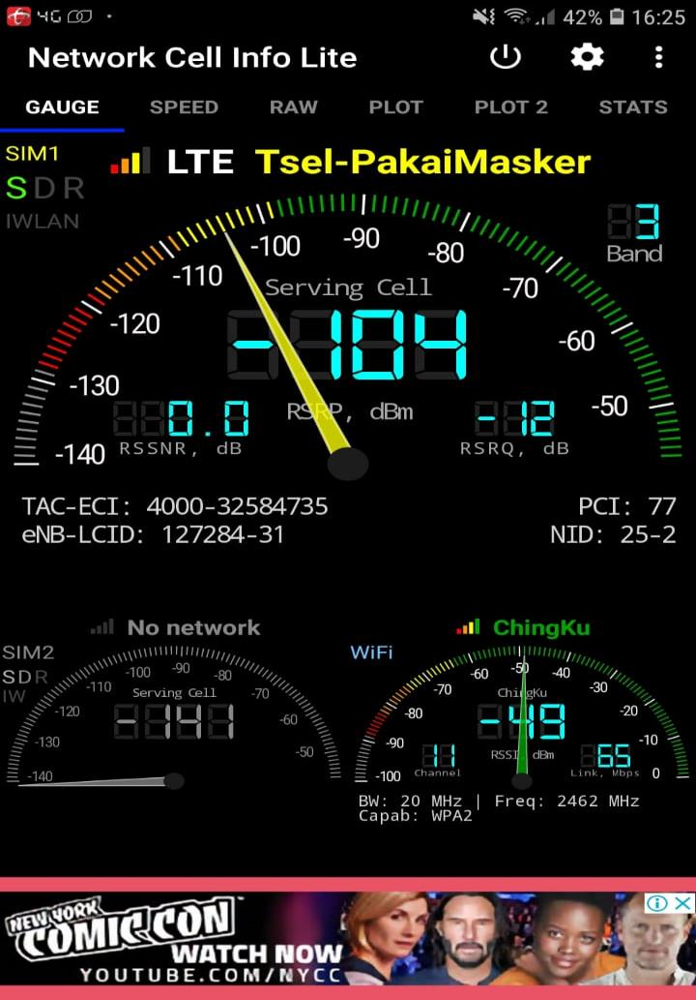 4G 42% 16:25
Network Cell Info Lite
GAUGE SPEED RAW PLOT PLOT 2 STATS
SIM1 LTE Tsel-PakaiMasker
SDR
IWLAN
3
Band
-140 -130 -120 -110 -100 -90 -80 -70 -60 -50
Serving Cell
-104
RSRP, dBm
0.0
RSSNR, dB
-12
RSRQ, dB
TAC-ECI: 4000-32584735 PCI: 77
eNB-LCID: 127284-31 NID: 25-2
No network
SIM2
SDR
IW
-140 -130 -120 -110 -100 -90 -80 -70 -60 -50
Serving Cell
-141
ChingKu
WiFi
-100 -90 -80 -70 -60 -50 -40 -30 -20 -10 0
ChingKu
-49
RSSI, dBm
11
Channel
65
Link, Mbps
BW: 20 MHz | Freq: 2462 MHz
Capab: WPA2
NEW YORK
COMIC CON
WATCH NOW
YOUTUBE.COM/NYCC